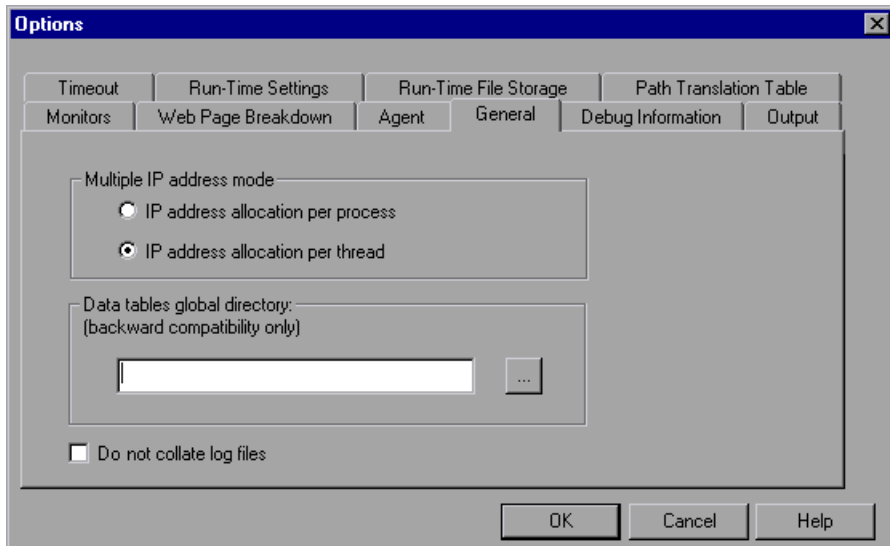 Options
Timeout Run-Time Settings Run-Time File Storage Path Translation Table
Monitors Web Page Breakdown Agent General Debug Information Output
Multiple IP address mode
IP address allocation per process
IP address allocation per thread
Data tables global directory:
(backward compatibility only)
...
Do not collate log files
OK Cancel Help